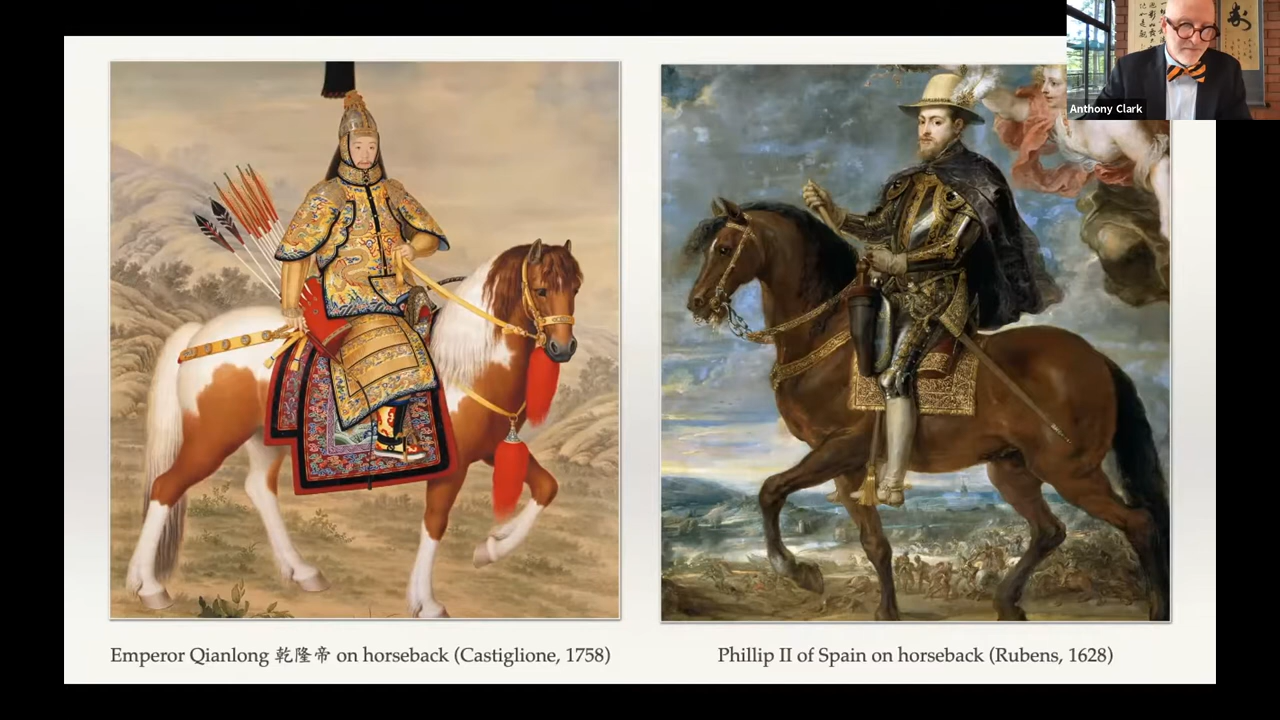 Anthony Clark
Emperor Qianlong 乾隆帝 on horseback (Castiglione, 1758)
Phillip II of Spain on horseback (Rubens, 1628)